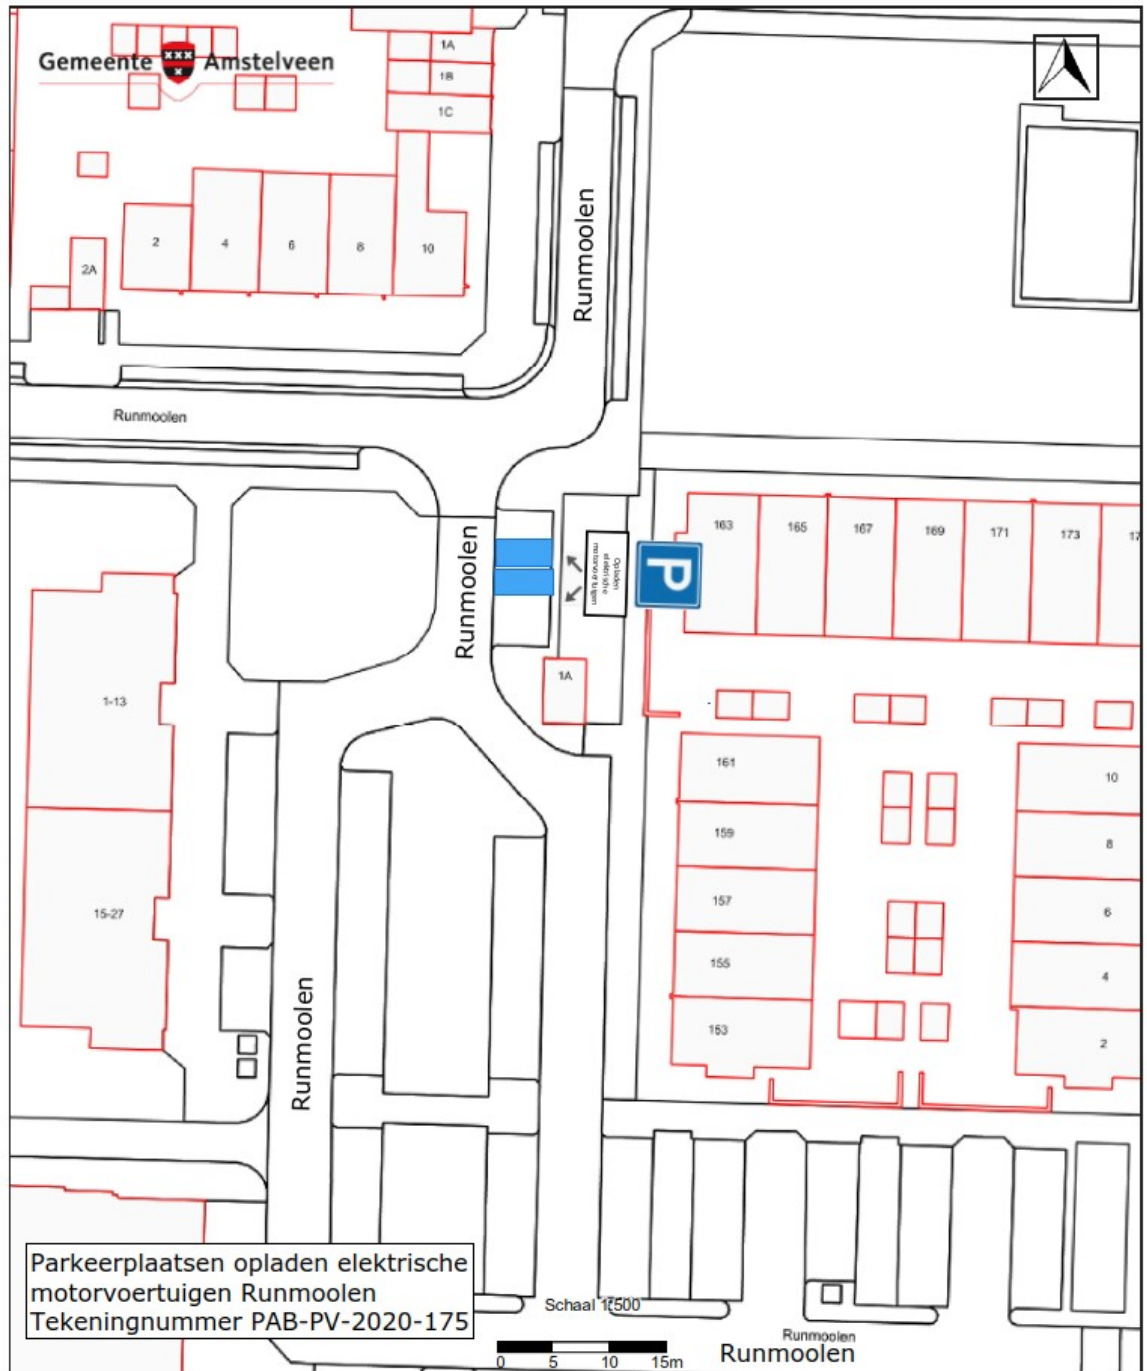 Gemeente Amstelveen
1A
1B
1C
2
4
6
8
10
2A
Runmoolen
Runmoolen
Runmoolen
Opladen
elektrische
motorvoertuigen
P
163
165
167
169
171
173
17
1A
1-13
15-27
161
159
157
155
153
10
8
6
4
2
Runmoolen
Parkeerplaatsen opladen elektrische
motorvoertuigen Runmoolen
Tekeningnummer PAB-PV-2020-175
Schaal 1:500
0 5 10 15m
Runmoolen
Runmoolen